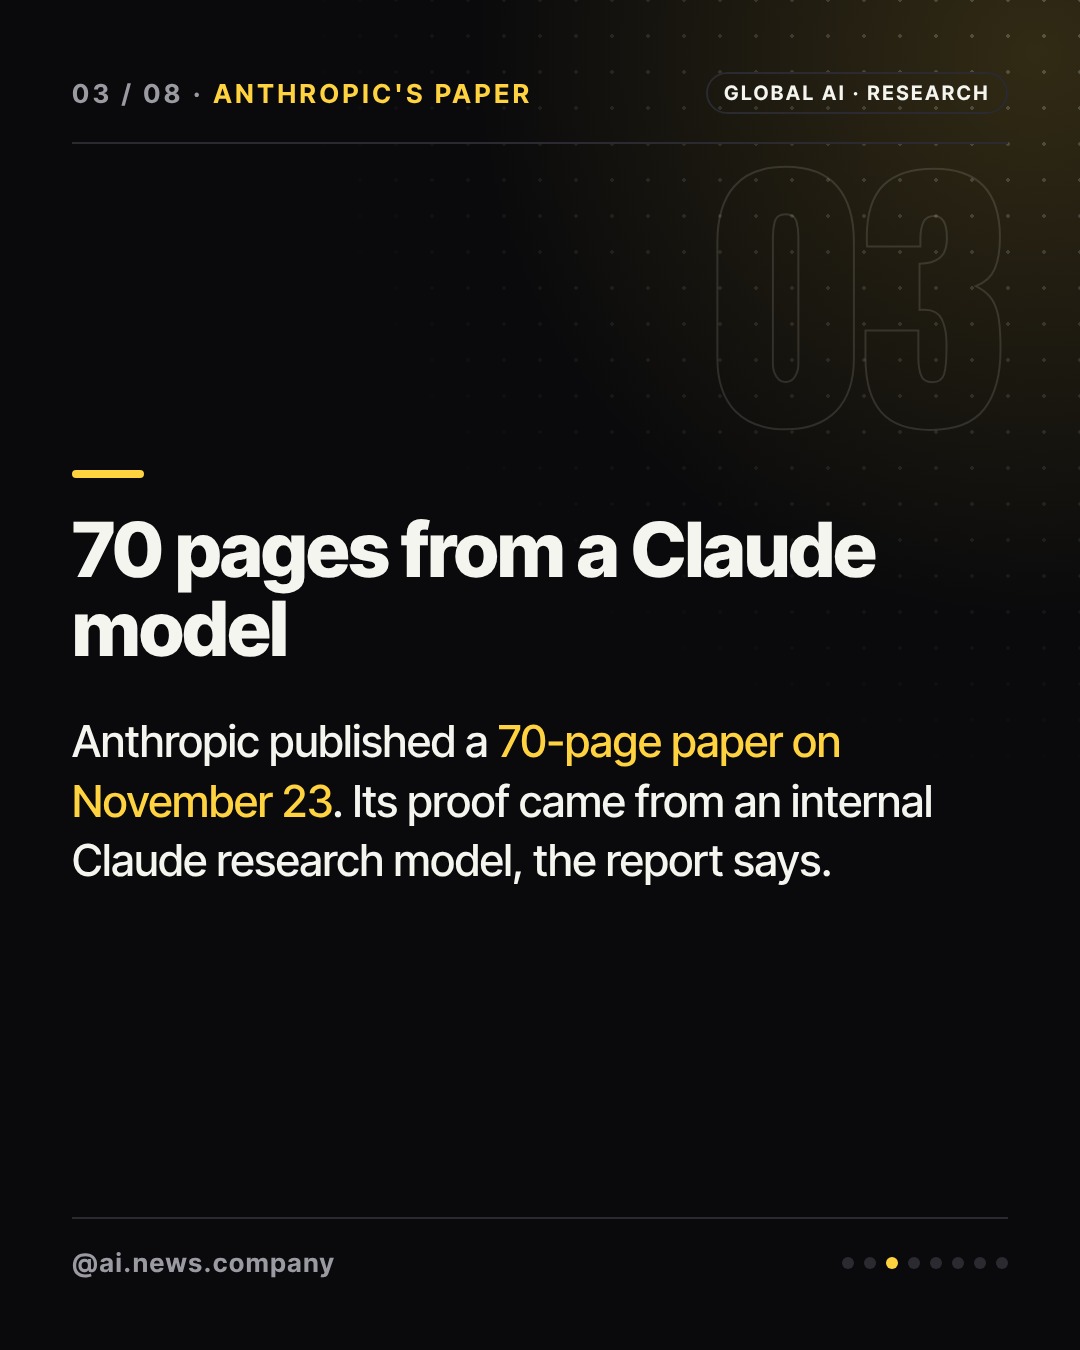 03 / 08 · ANTHROPIC'S PAPER
GLOBAL AI · RESEARCH
03
70 pages from a Claude
model
Anthropic published a 70-page paper on
November 23. Its proof came from an internal
Claude research model, the report says.
@ai.news.company